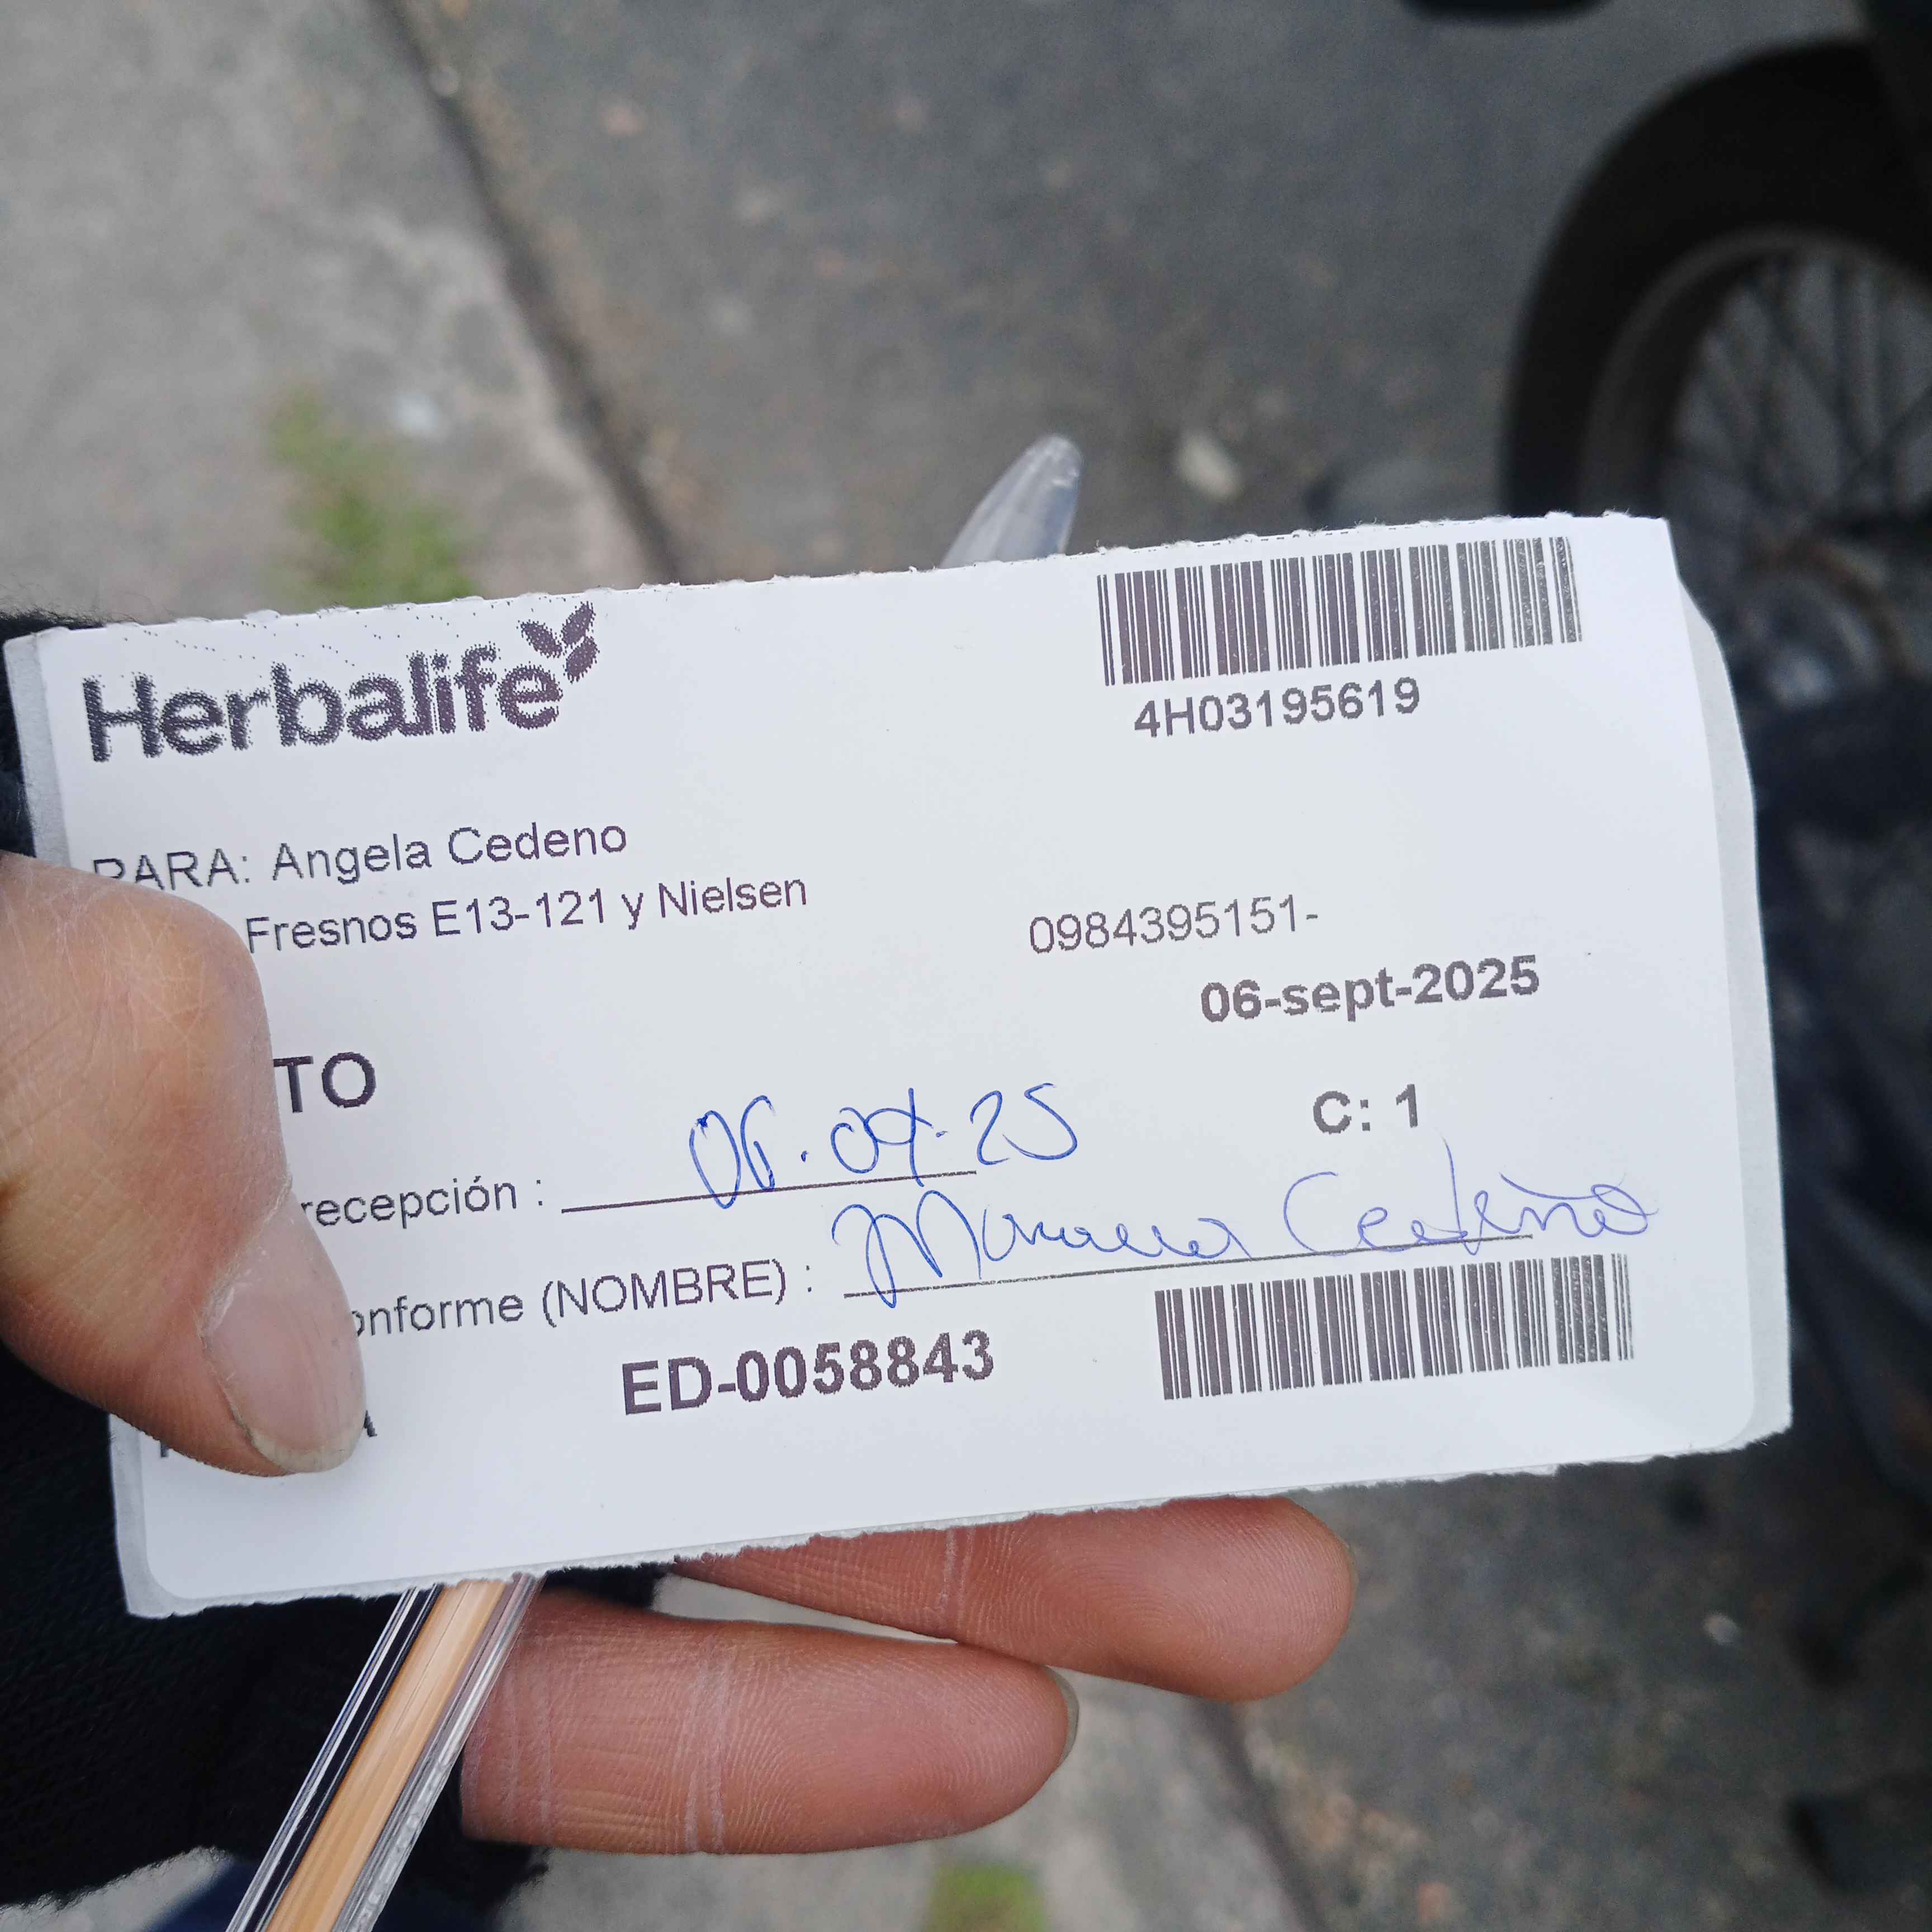 Herbalife
4H03195619
PARA: Angela Cedeno
Fresnos E13-121 y Nielsen
0984395151-
06-sept-2025
TO
C: 1
recepción : 06.09.25
onforme (NOMBRE) : Cedeño
ED-0058843